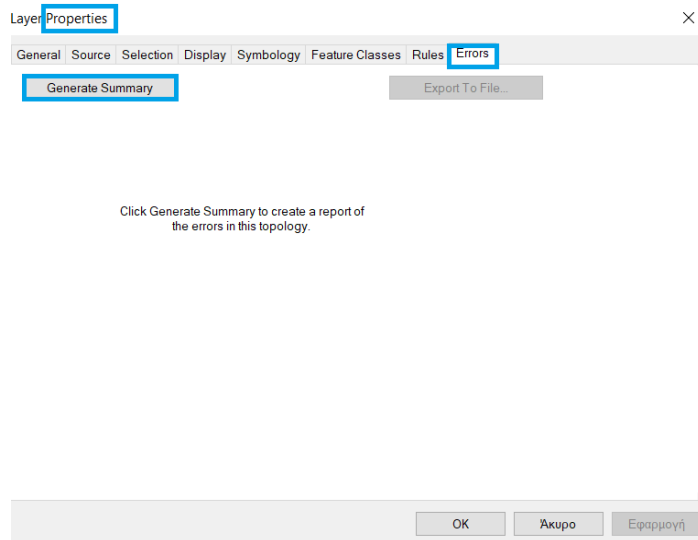 Layer Properties
General Source Selection Display Symbology Feature Classes Rules Errors
Generate Summary Export To File...
Click Generate Summary to create a report of
the errors in this topology.
OK Άκυρο Εφαρμογή